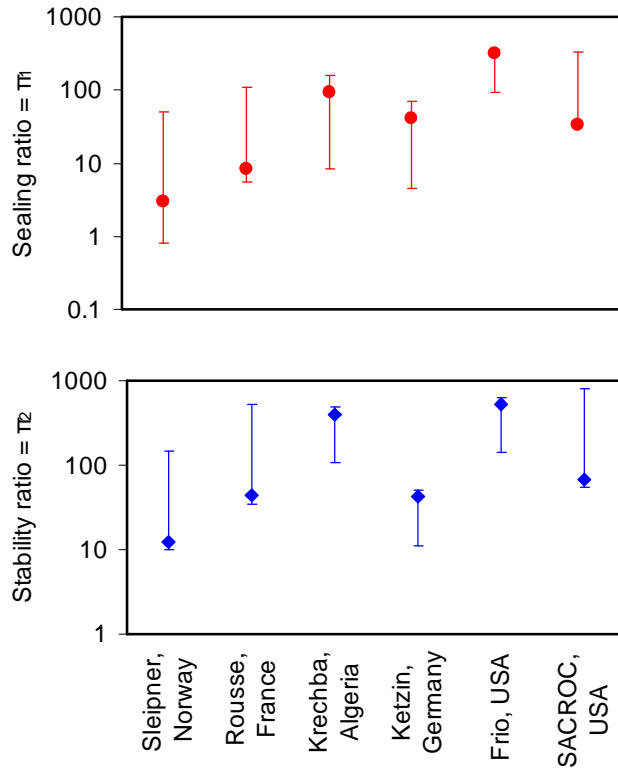 1000
100
10
1
0.1
Sealing ratio = π1
1000
100
10
1
Stability ratio = π2
Sleipner,
Norway
Rousse,
France
Krechba,
Algeria
Ketzin,
Germany
Frio, USA
SACROC,
USA